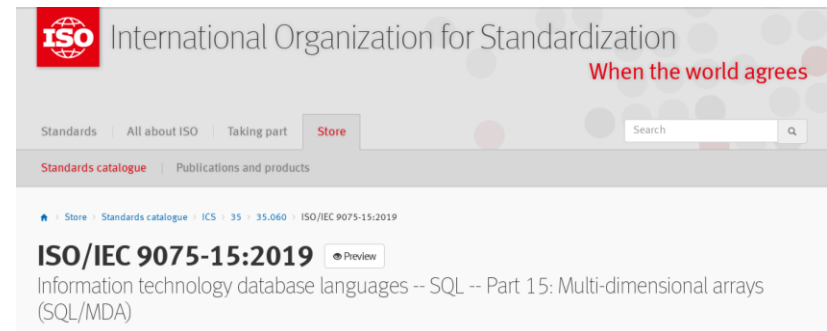 ISO
International Organization for Standardization
When the world agrees
Standards All about ISO Taking part Store
Search
Standards catalogue Publications and products
Store › Standards catalogue › ICS › 35 › 35.060 › ISO/IEC 9075-15:2019
ISO/IEC 9075-15:2019 Preview
Information technology database languages -- SQL -- Part 15: Multi-dimensional arrays
(SQL/MDA)